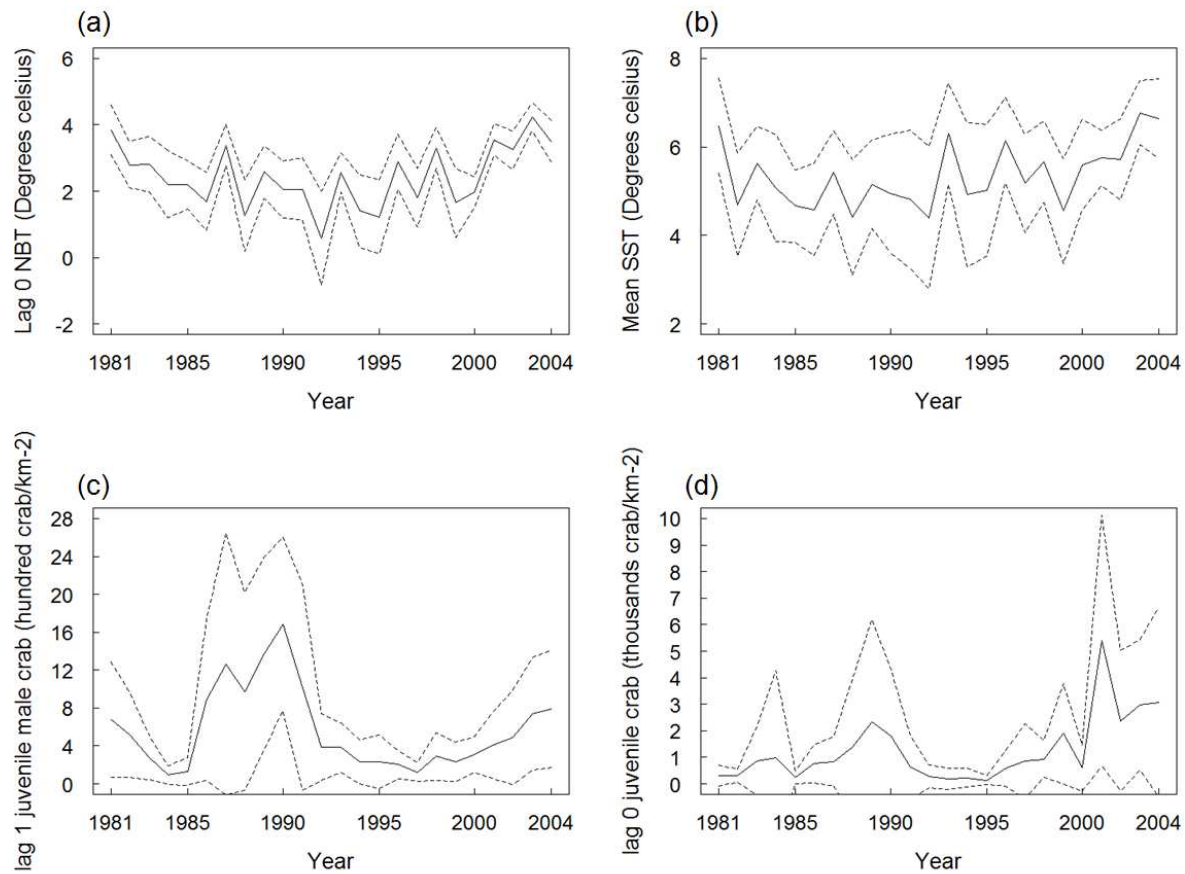 (a)
Lag 0 NBT (Degrees celsius)
6
4
2
0
-2
1981 1985 1990 1995 2000 2004
Year
(b)
Mean SST (Degrees celsius)
8
6
4
2
1981 1985 1990 1995 2000 2004
Year
(c)
lag 1 juvenile male crab (hundred crab/km-2)
28
24
20
16
12
8
4
0
1981 1985 1990 1995 2000 2004
Year
(d)
lag 0 juvenile crab (thousands crab/km-2)
10
9
8
7
6
5
4
3
2
1
0
1981 1985 1990 1995 2000 2004
Year